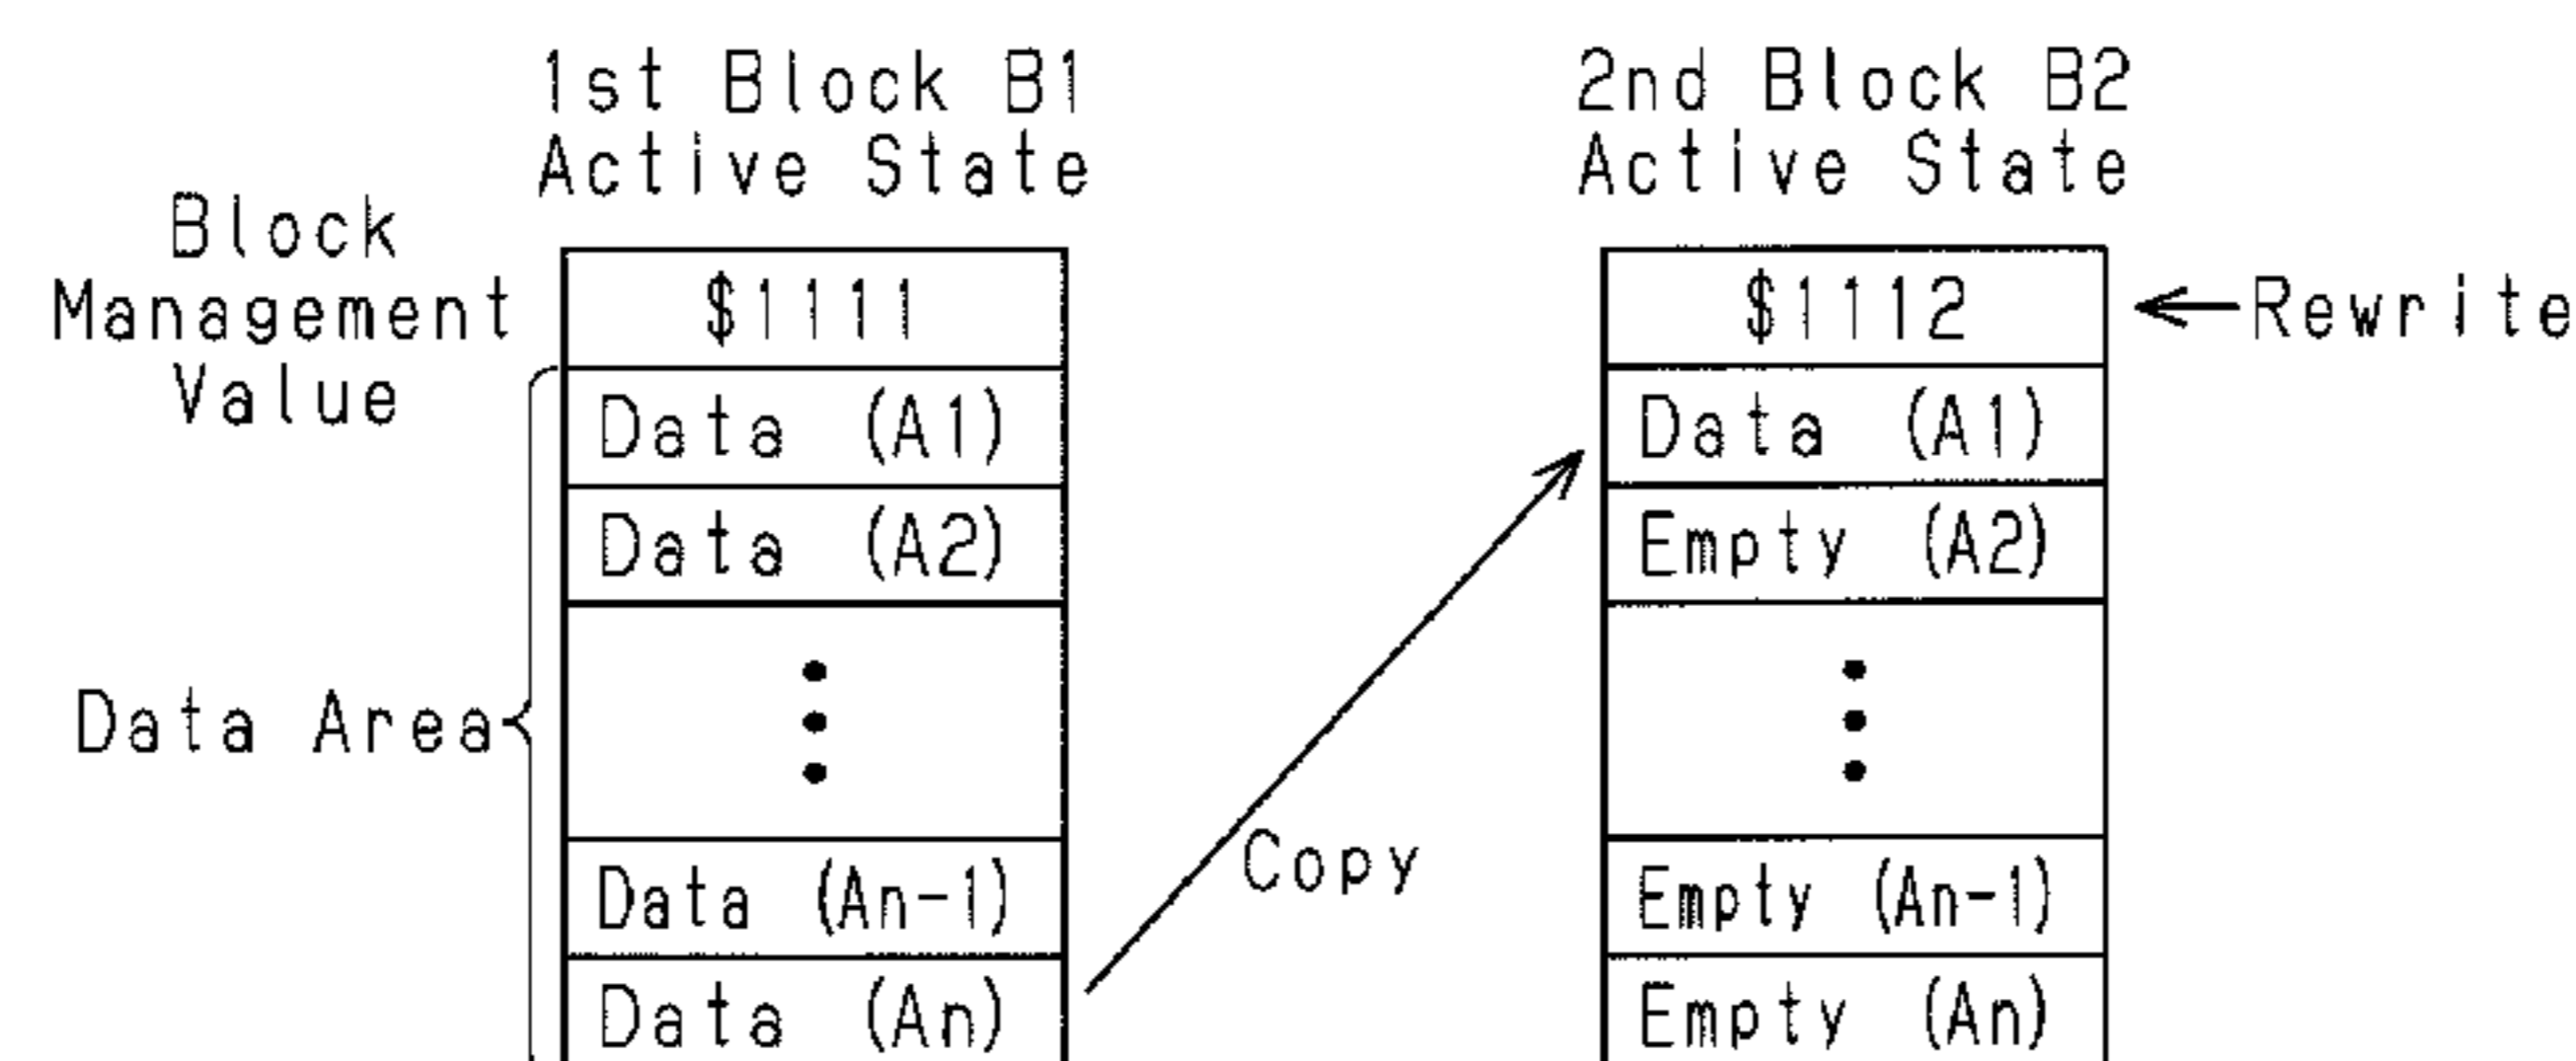 1st Block B1
Active State
2nd Block B2
Active State
Block
Management
Value
$1111
$1112
Rewrite
Data (A1)
Data (A1)
Data (A2)
Empty (A2)
Data Area
Copy
Data (An-1)
Empty (An-1)
Data (An)
Empty (An)